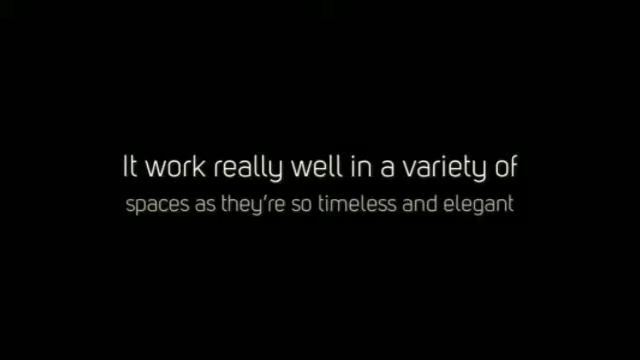 It work really well in a variety of
spaces as they're so timeless and elegant